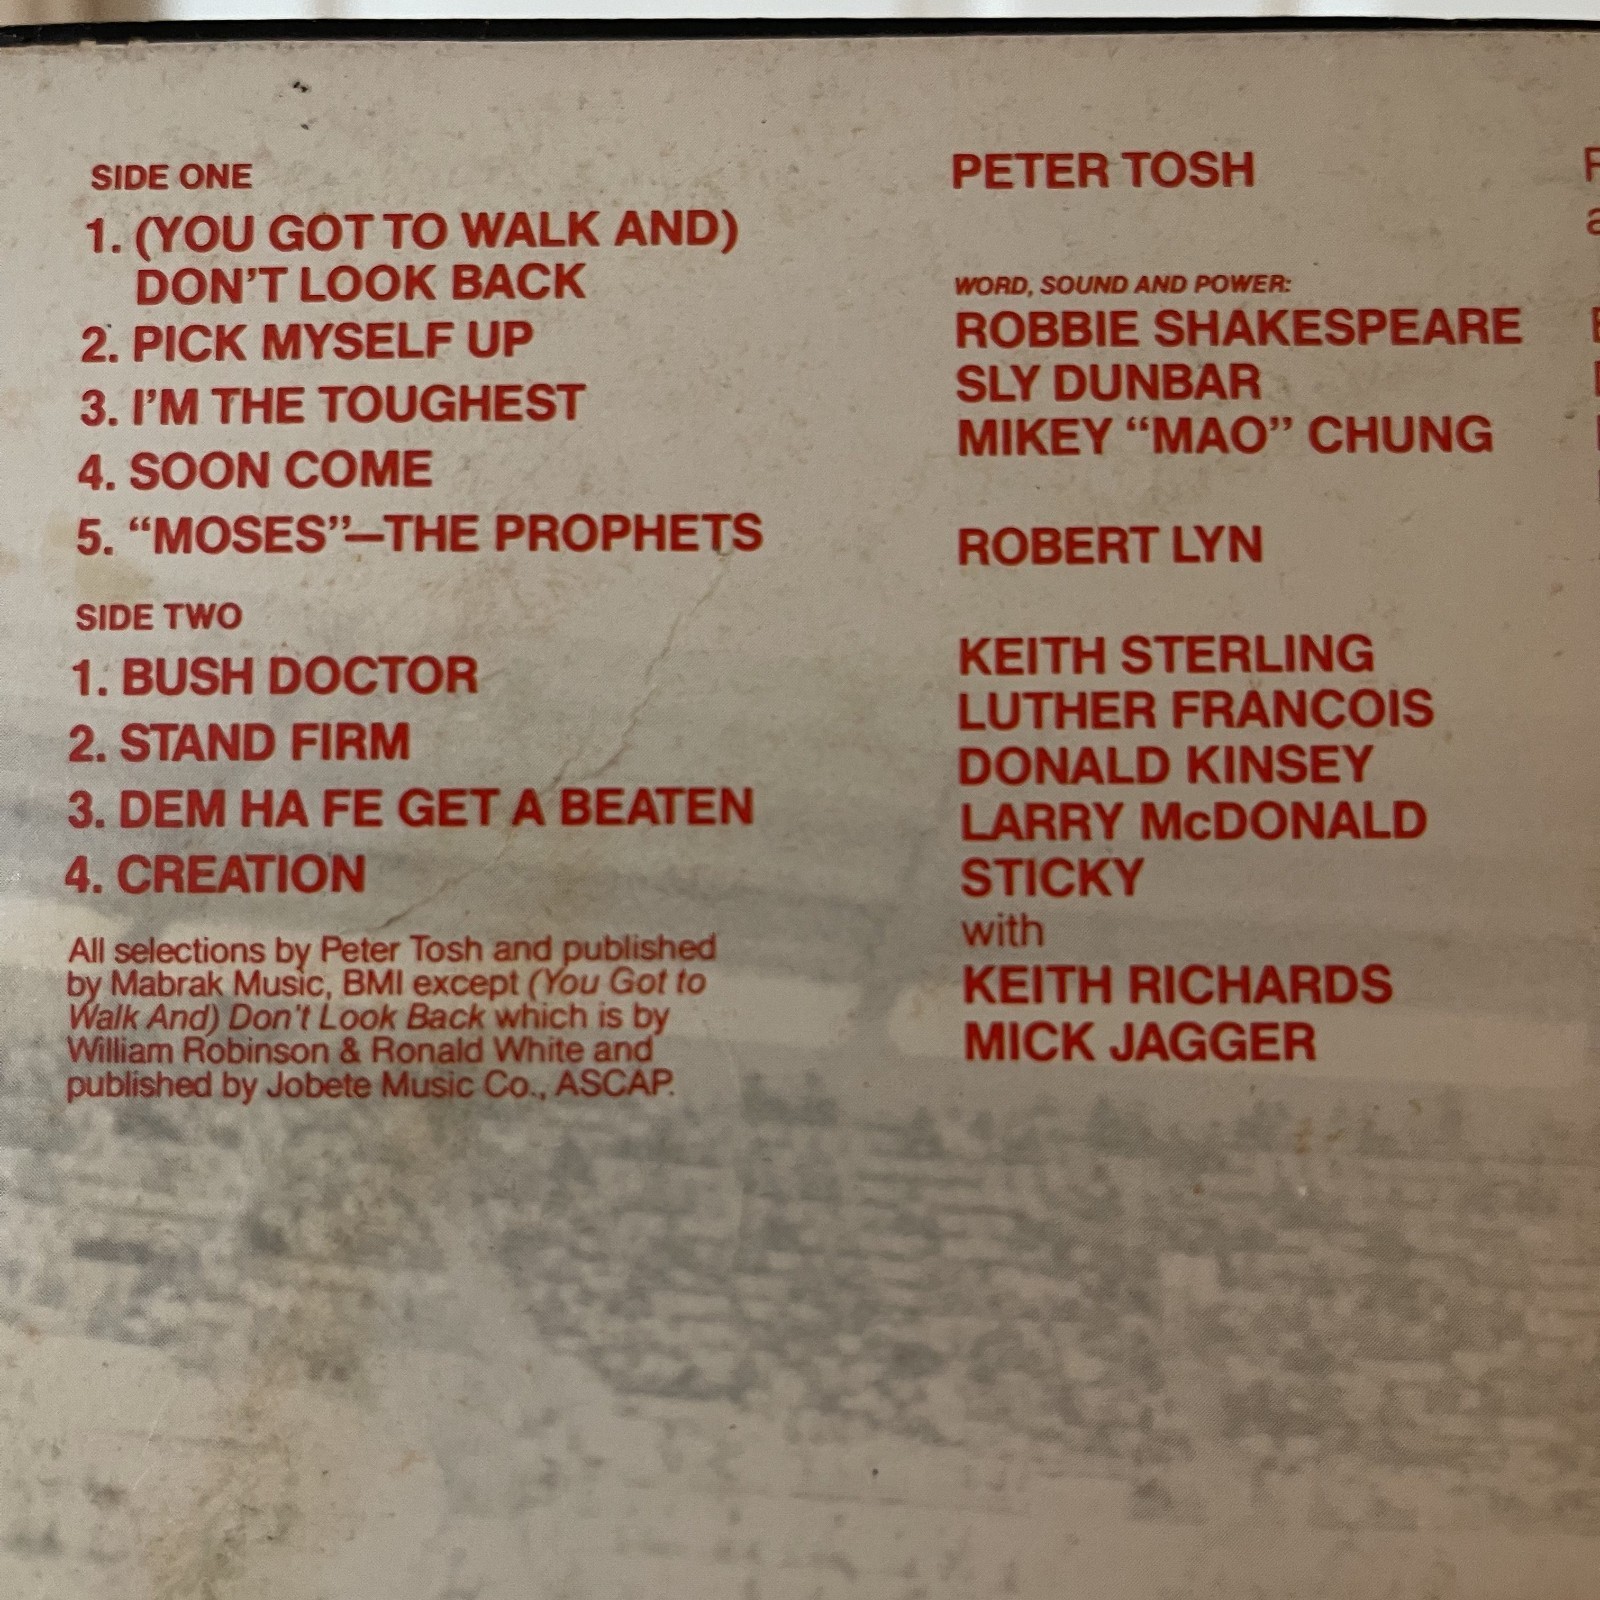 SIDE ONE
1. (YOU GOT TO WALK AND)
DON'T LOOK BACK
2. PICK MYSELF UP
3. I'M THE TOUGHEST
4. SOON COME
5. “MOSES”—THE PROPHETS
SIDE TWO
1. BUSH DOCTOR
2. STAND FIRM
3. DEM HA FE GET A BEATEN
4. CREATION
All selections by Peter Tosh and published
by Mabrak Music, BMI except (You Got to
Walk And) Don't Look Back which is by
William Robinson & Ronald White and
published by Jobete Music Co., ASCAP.
PETER TOSH
WORD, SOUND AND POWER:
ROBBIE SHAKESPEARE
SLY DUNBAR
MIKEY “MAO” CHUNG
ROBERT LYN
KEITH STERLING
LUTHER FRANCOIS
DONALD KINSEY
LARRY McDONALD
STICKY
with
KEITH RICHARDS
MICK JAGGER